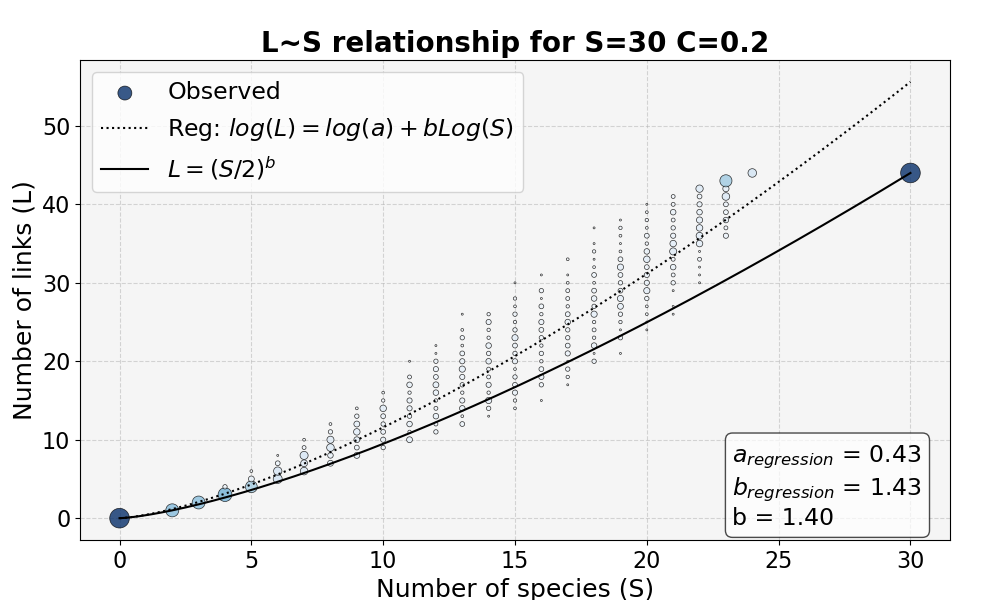 L~S relationship for S=30 C=0.2
Observed
Reg: log(L) = log(a) + bLog(S)
L = (S/2)^b
Number of links (L)
50
40
30
20
10
0
a_regression = 0.43
b_regression = 1.43
b = 1.40
0 5 10 15 20 25 30
Number of species (S)